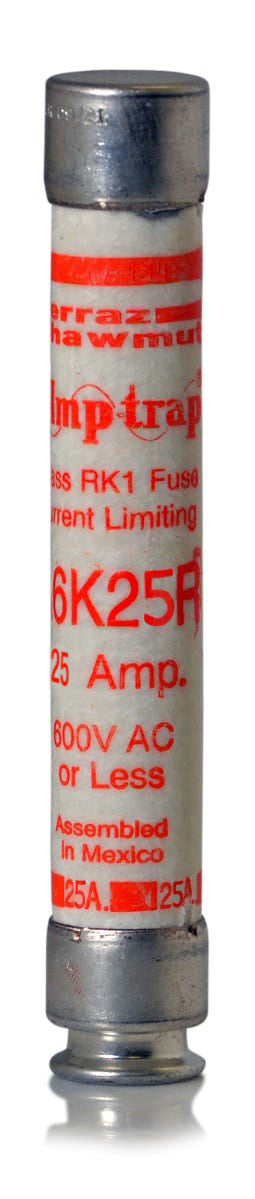 erraz
hawmut
Amp-trap
ass RK1 Fuse
urrent Limiting
6K25R
25 Amp.
600V AC
or Less
Assembled
in Mexico
25A. 25A.